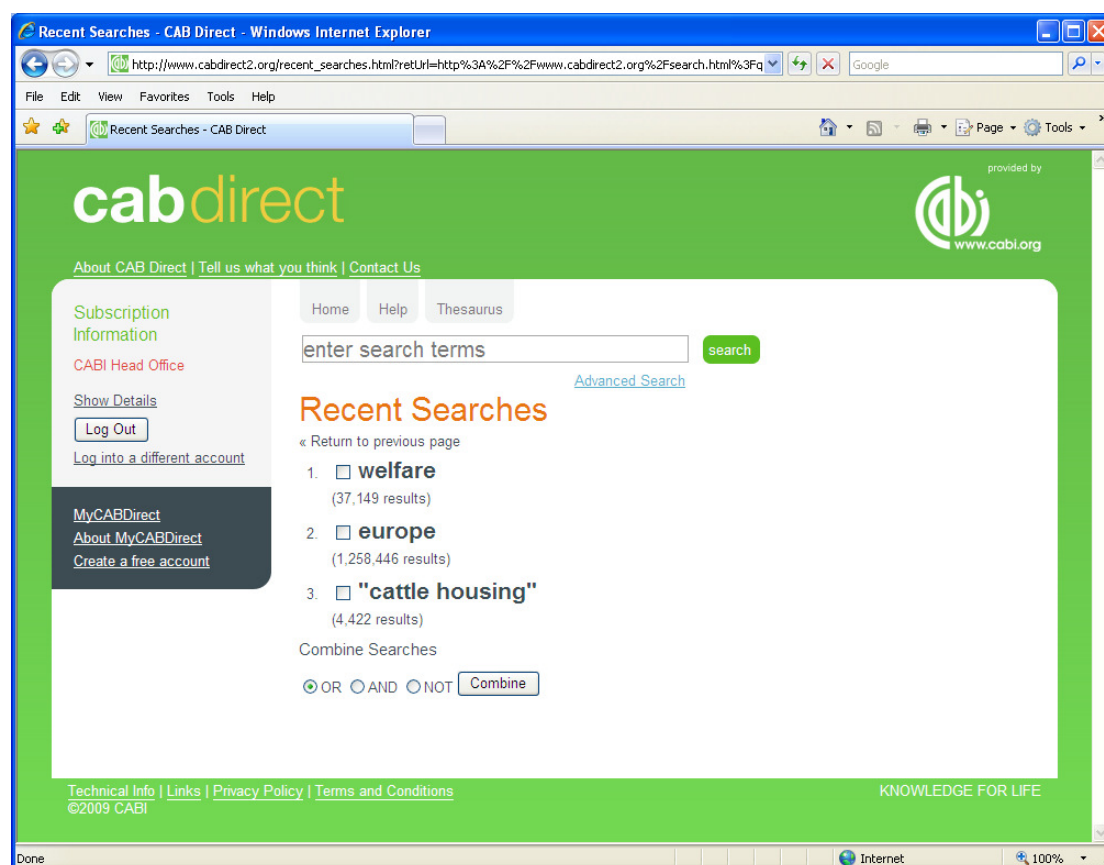 Recent Searches - CAB Direct - Windows Internet Explorer
http://www.cabdirect2.org/recent_searches.html?retUrl=http%3A%2F%2Fwww.cabdirect2.org%2Fsearch.html%3Fq
Google
File Edit View Favorites Tools Help
Recent Searches - CAB Direct
Page Tools
cabdirect
provided by
cabi
www.cabi.org
About CAB Direct | Tell us what you think | Contact Us
Subscription
Information
CABI Head Office
Show Details
Log Out
Log into a different account
MyCABDirect
About MyCABDirect
Create a free account
Home Help Thesaurus
enter search terms search
Advanced Search
Recent Searches
« Return to previous page
1. welfare
(37,149 results)
2. europe
(1,258,446 results)
3. "cattle housing"
(4,422 results)
Combine Searches
OR AND NOT Combine
Technical Info | Links | Privacy Policy | Terms and Conditions
KNOWLEDGE FOR LIFE
©2009 CABI
Done Internet 100%